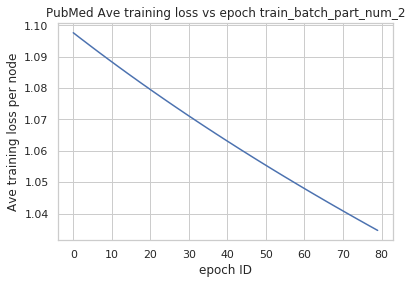 PubMed Ave training loss vs epoch train_batch_part_num_2
1.10
1.09
1.08
1.07
1.06
1.05
1.04
Ave training loss per node
0 10 20 30 40 50 60 70 80
epoch ID